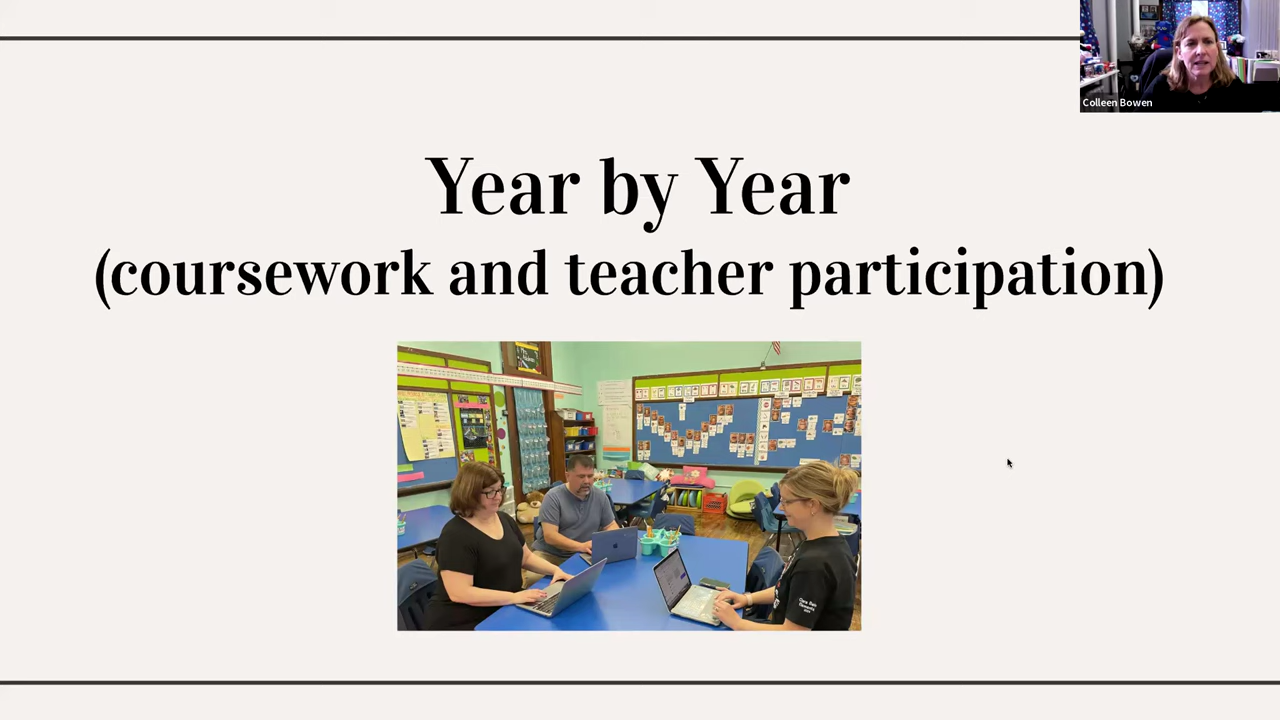 Colleen Bowen
Year by Year
(coursework and teacher participation)